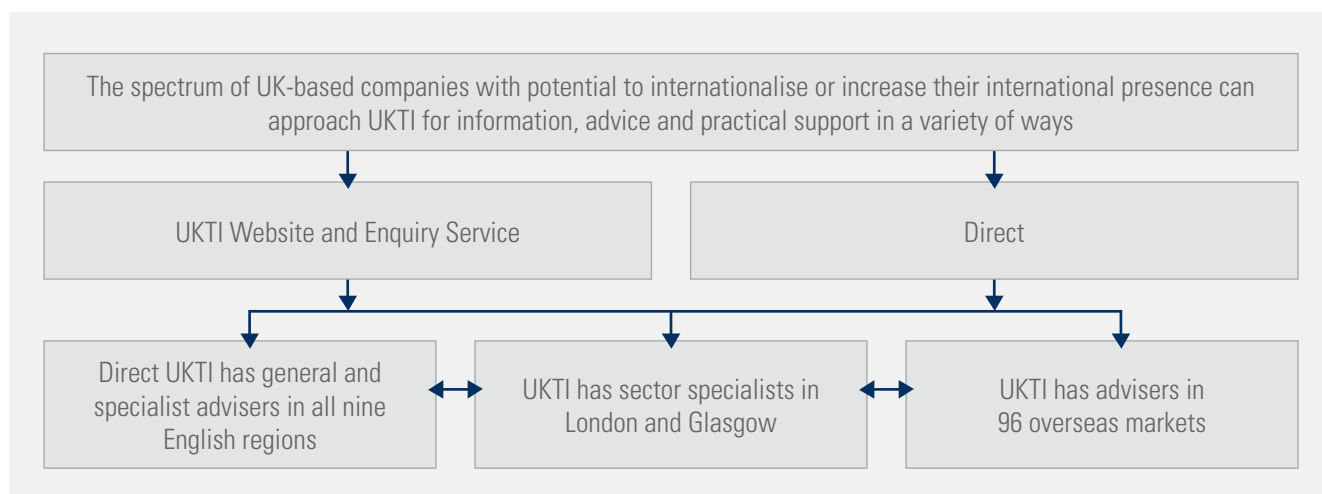 The spectrum of UK-based companies with potential to internationalise or increase their international presence can
approach UKTI for information, advice and practical support in a variety of ways
UKTI Website and Enquiry Service
Direct
Direct UKTI has general and
specialist advisers in all nine
English regions
UKTI has sector specialists in
London and Glasgow
UKTI has advisers in
96 overseas markets